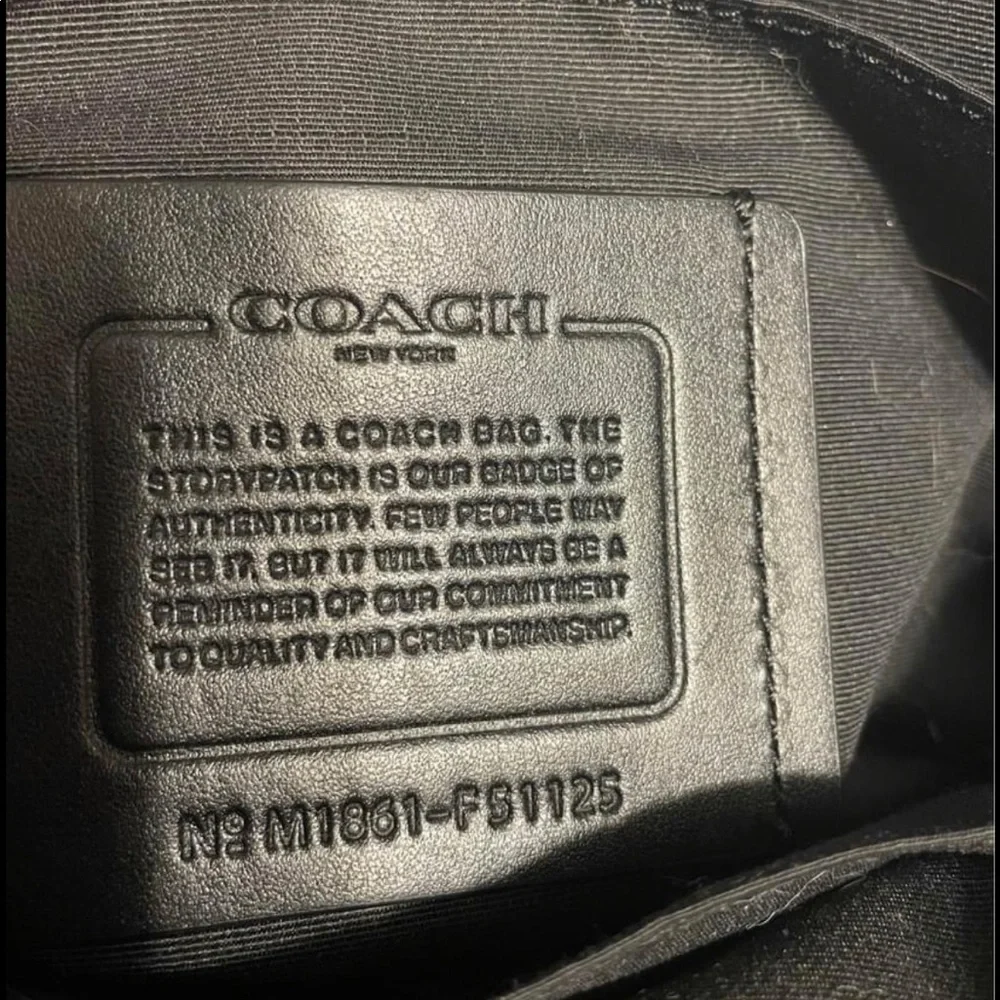 COACH
NEW YORK
THIS IS A COACH BAG. THE
STORYPATCH IS OUR BADGE OF
AUTHENTICITY. FEW PEOPLE MAY
SEE IT, BUT IT WILL ALWAYS BE A
REMINDER OF OUR COMMITMENT
TO QUALITY AND CRAFTSMANSHIP.
Nº M1861-F51125